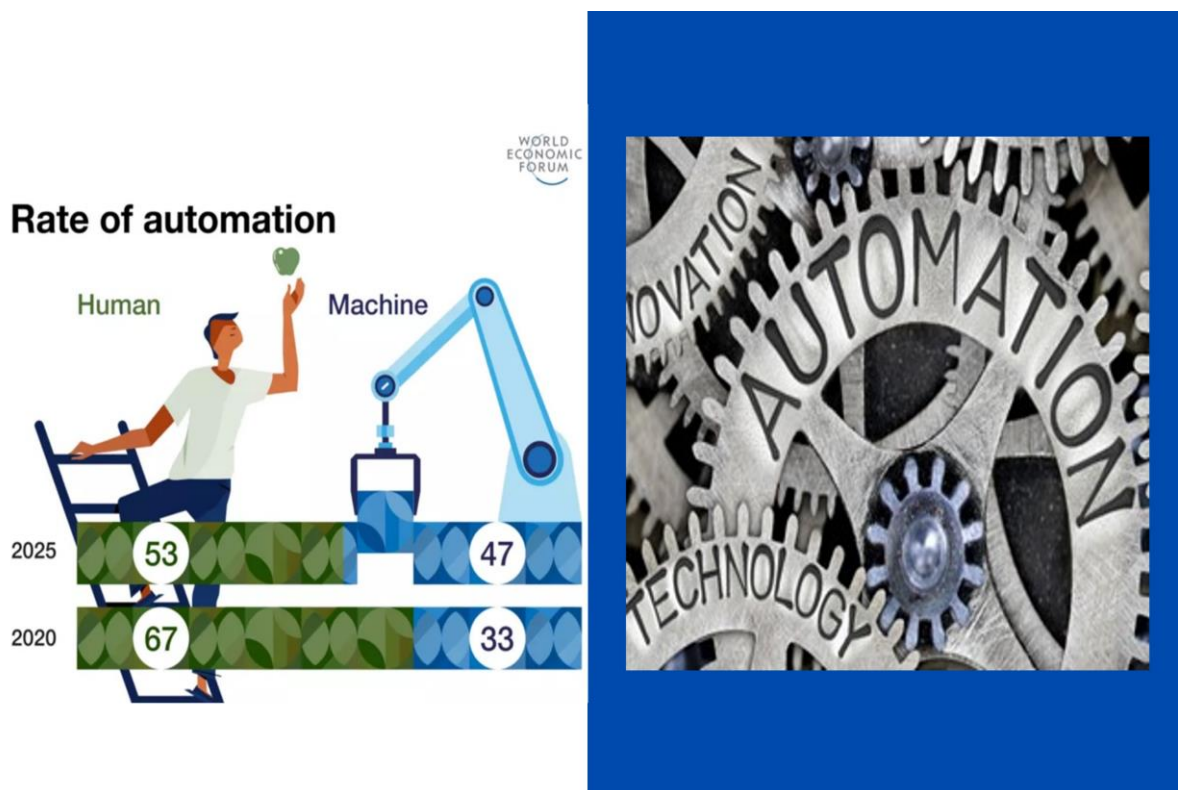 WORLD
ECONOMIC
FORUM
Rate of automation
Human
Machine
2025
53
47
2020
67
33
NOVATION
AUTOMATION
TECHNOLOGY